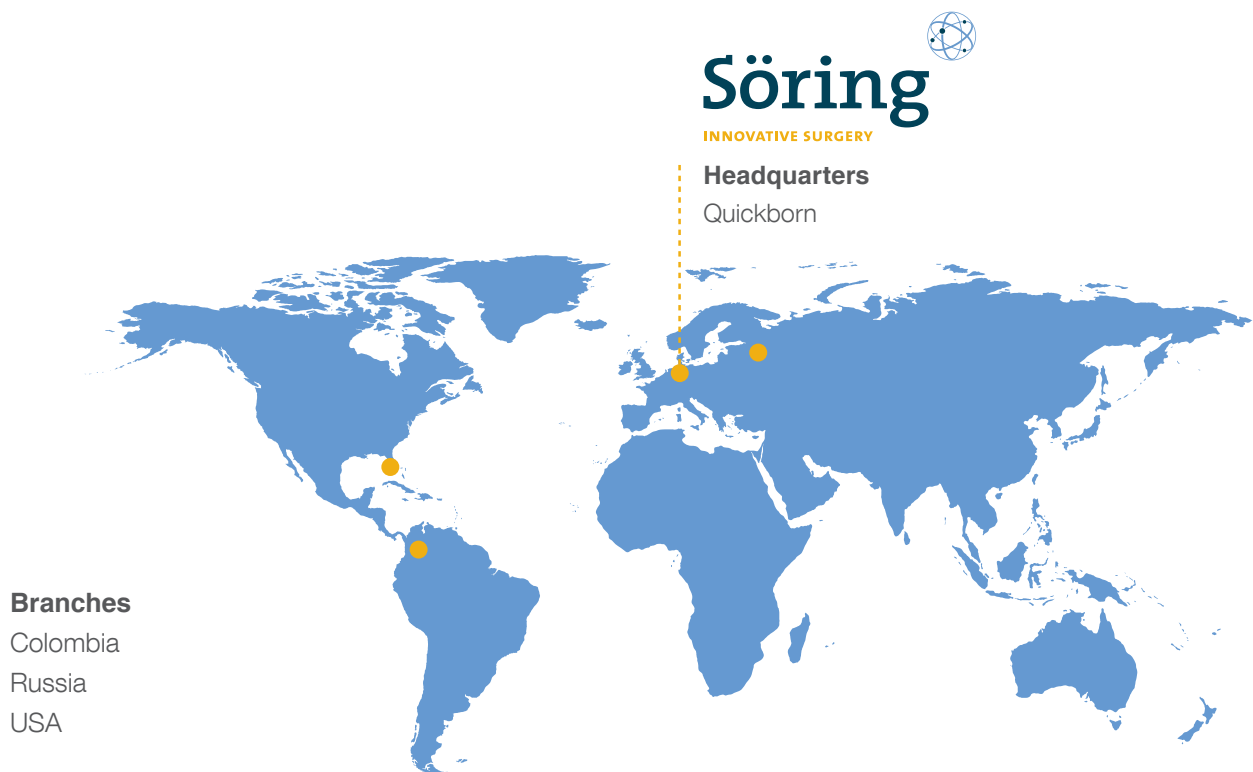 Söring
INNOVATIVE SURGERY
Headquarters
Quickborn
Branches
Colombia
Russia
USA